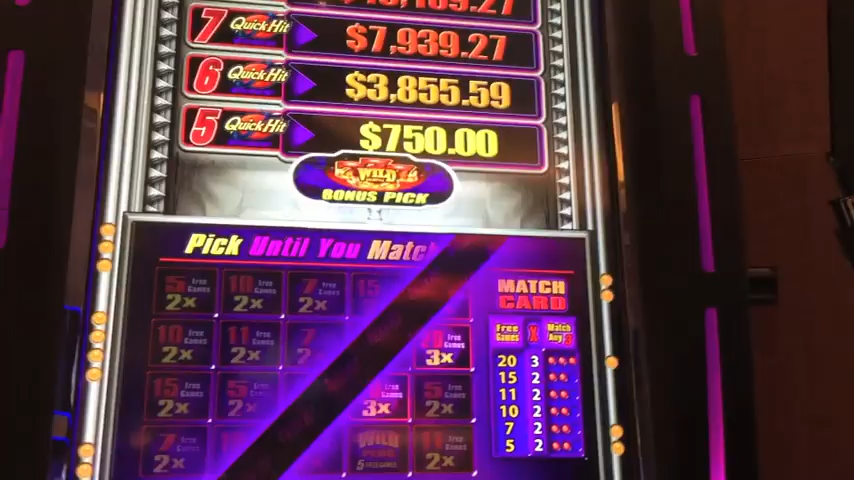 7 Quick Hit $7,939.27
6 Quick Hit $3,855.59
5 Quick Hit $750.00
WILD
BONUS PICK
Pick Until You Match
5 Free Games 2x
10 Free Games 2x
7 Free Games 2x
15
10 Free Games 2x
11 Free Games 2x
7
Games 3x
15 Free Games 2x
5 Free Games 2x
3x
5 Free Games 2x
7 Free Games 2x
WILD
5 FREE GAMES
11 Free Games 2x
MATCH
CARD
Free Games X Match Any 3
20 3
15 2
11 2
10 2
7 2
5 2